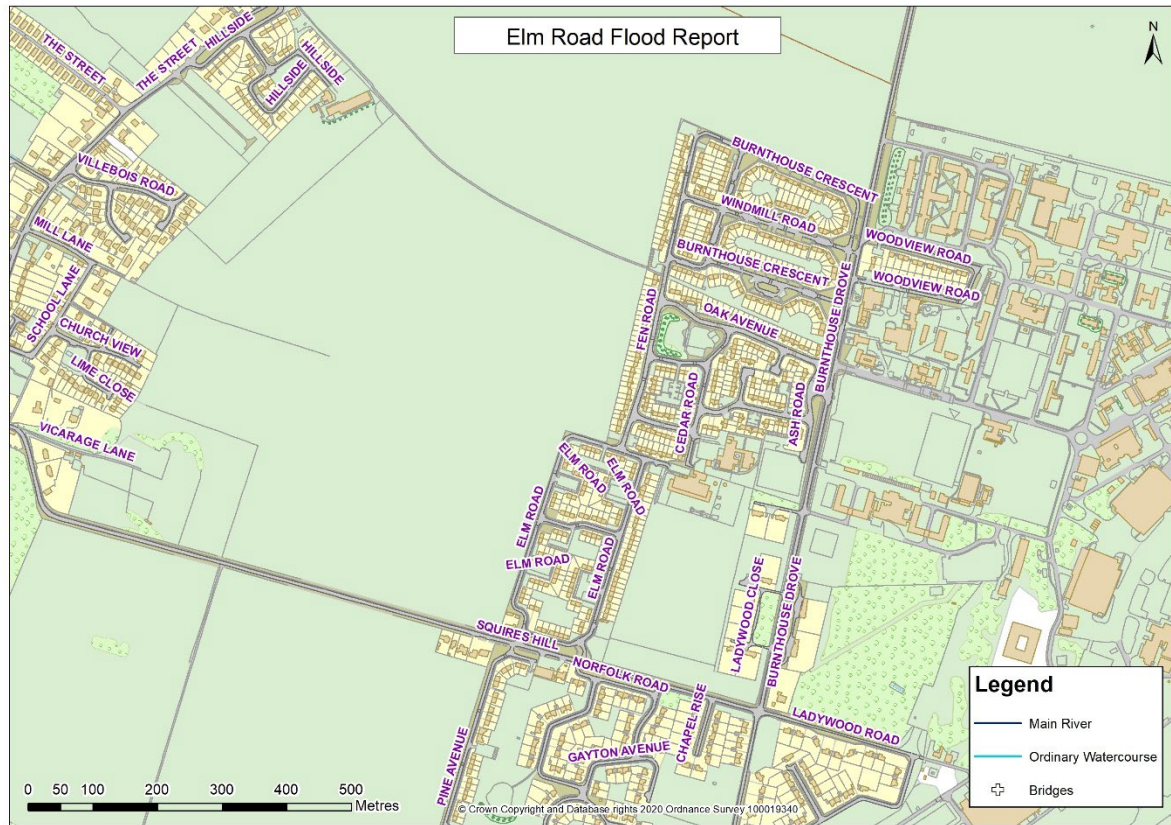 Elm Road Flood Report
N
THE STREET
THE STREET
HILLSIDE
HILLSIDE
HILLSIDE
VILLEBOIS ROAD
MILL LANE
SCHOOL LANE
CHURCH VIEW
LIME CLOSE
VICARAGE LANE
BURNTHOUSE CRESCENT
WINDMILL ROAD
BURNTHOUSE CRESCENT
WOODVIEW ROAD
WOODVIEW ROAD
BURNTHOUSE DROVE
OAK AVENUE
FEN ROAD
CEDAR ROAD
ASH ROAD
ELM ROAD
ELM ROAD
ELM ROAD
ELM ROAD
ELM ROAD
LADYWOOD CLOSE
BURNTHOUSE DROVE
SQUIRES HILL
NORFOLK ROAD
CHAPEL RISE
LADYWOOD ROAD
GAYTON AVENUE
PINE AVENUE
Legend
Main River
Ordinary Watercourse
Bridges
0 50 100 200 300 400 500
Metres
© Crown Copyright and Database rights 2020 Ordnance Survey 100019340